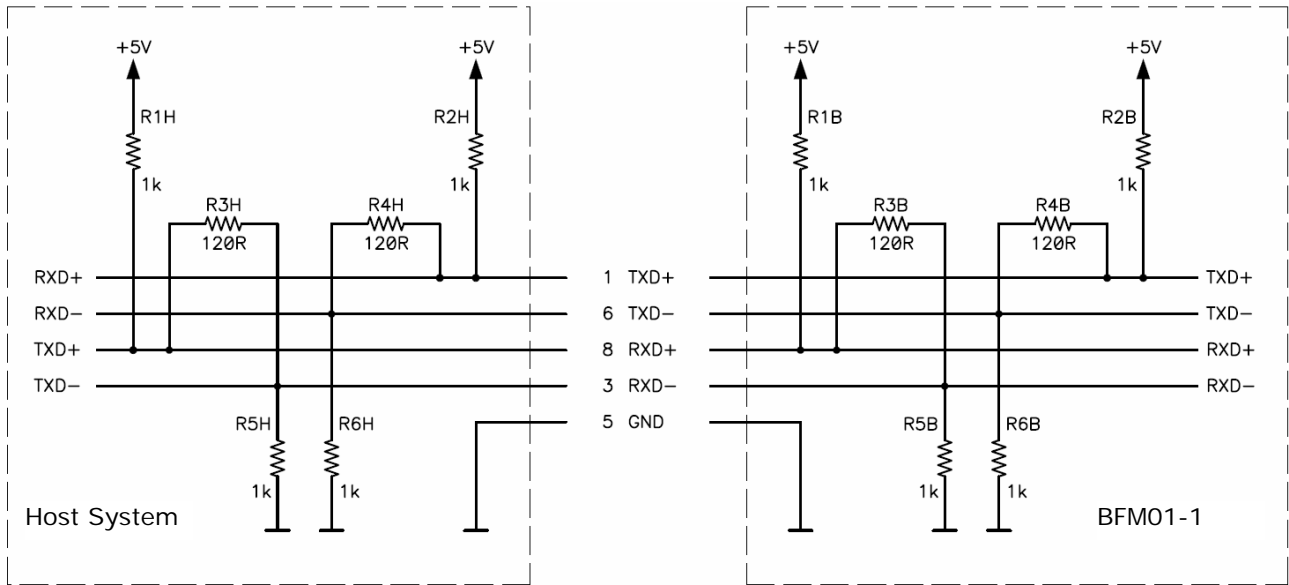 +5V +5V +5V +5V
R1H R2H R1B R2B
1k 1k 1k 1k
R3H R4H R3B R4B
120R 120R 120R 120R
RXD+ 1 TXD+ TXD+
RXD- 6 TXD- TXD-
TXD+ 8 RXD+ RXD+
TXD- 3 RXD- RXD-
5 GND
R5H R6H R5B R6B
1k 1k 1k 1k
Host System BFM01-1